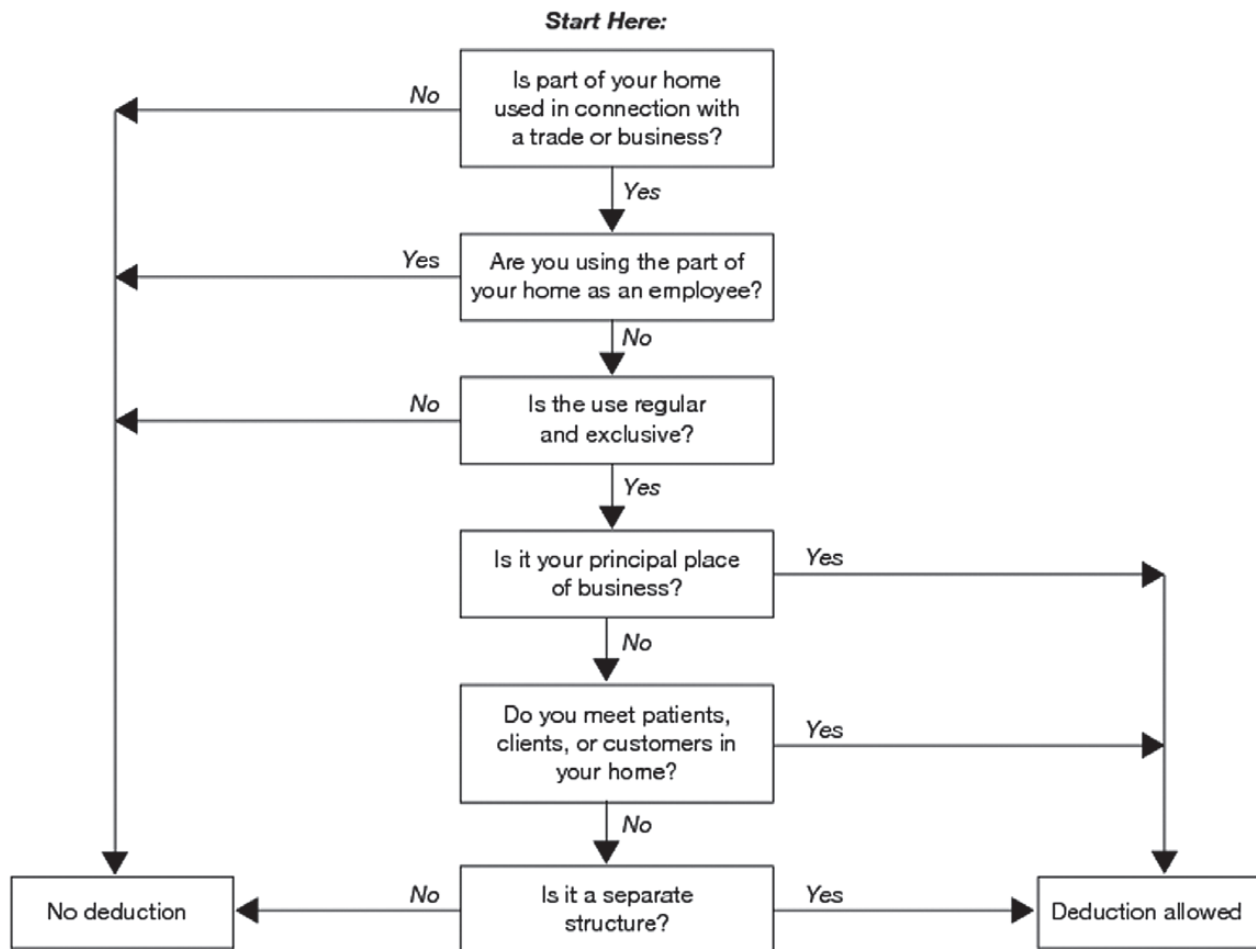 Start Here:
Is part of your home
used in connection with
a trade or business?
No
Yes
Are you using the part of
your home as an employee?
Yes
No
Is the use regular
and exclusive?
No
Yes
Is it your principal place
of business?
Yes
No
Do you meet patients,
clients, or customers in
your home?
Yes
No
Is it a separate
structure?
No
Yes
No deduction
Deduction allowed